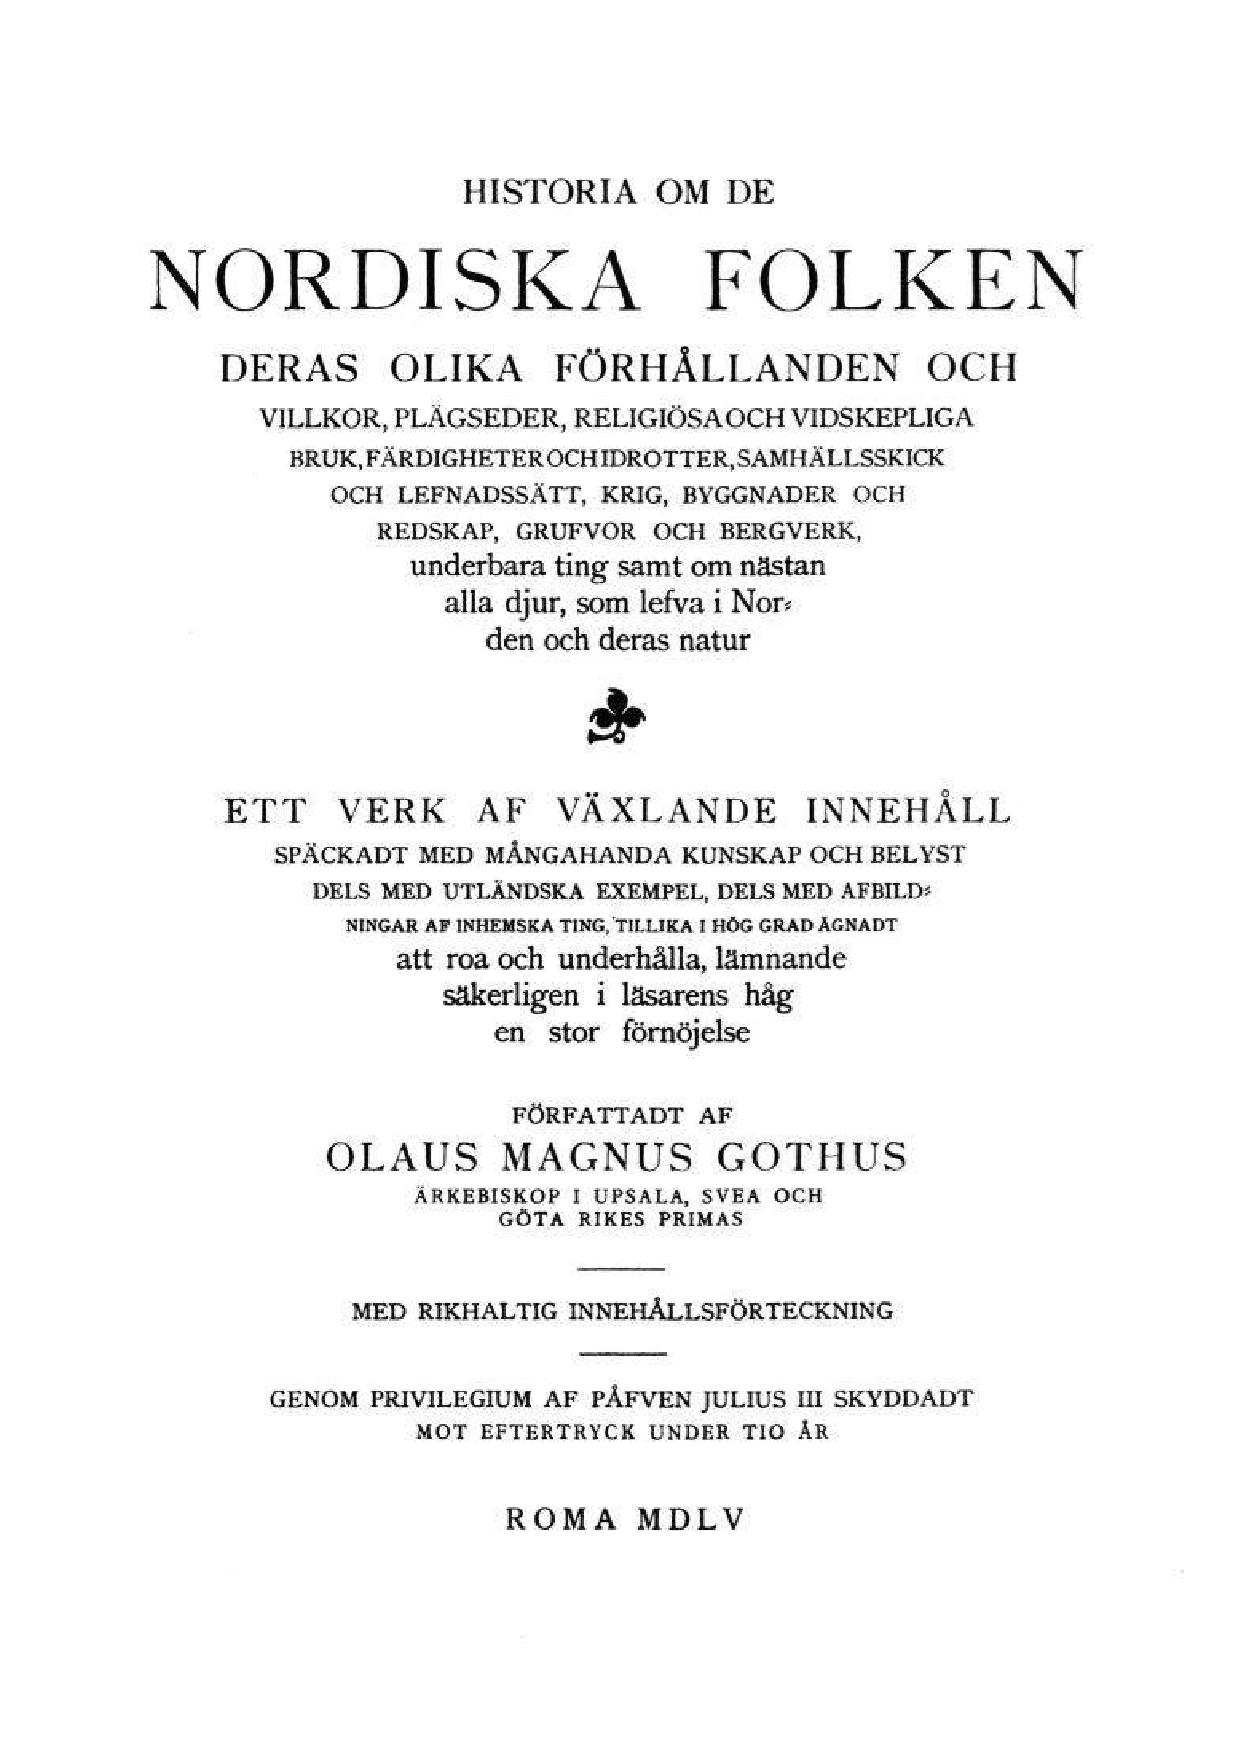 HISTORIA OM DE
NORDISKA FOLKEN
DERAS OLIKA FÖRHÅLLANDEN OCH
VILLKOR, PLÄGSEDER, RELIGIÖSA OCH VIDSKEPLIGA
BRUK, FÄRDIGHETER OCH IDROTTER, SAMHÄLLSSKICK
OCH LEFNADSSÄTT, KRIG, BYGGNADER OCH
REDSKAP, GRUFVOR OCH BERGVERK,
underbara ting samt om nästan
alla djur, som lefva i Nor⸗
den och deras natur
ETT VERK AF VÄXLANDE INNEHÅLL
SPÄCKADT MED MÅNGAHANDA KUNSKAP OCH BELYST
DELS MED UTLÄNDSKA EXEMPEL, DELS MED AFBILD⸗
NINGAR AF INHEMSKA TING, TILLIKA I HÖG GRAD ÄGNADT
att roa och underhålla, lämnande
säkerligen i läsarens håg
en stor förnöjelse
FÖRFATTADT AF
OLAUS MAGNUS GOTHUS
ÄRKEBISKOP I UPSALA, SVEA OCH
GÖTA RIKES PRIMAS
MED RIKHALTIG INNEHÅLLSFÖRTECKNING
GENOM PRIVILEGIUM AF PÅFVEN JULIUS III SKYDDADT
MOT EFTERTRYCK UNDER TIO ÅR
ROMA MDLV